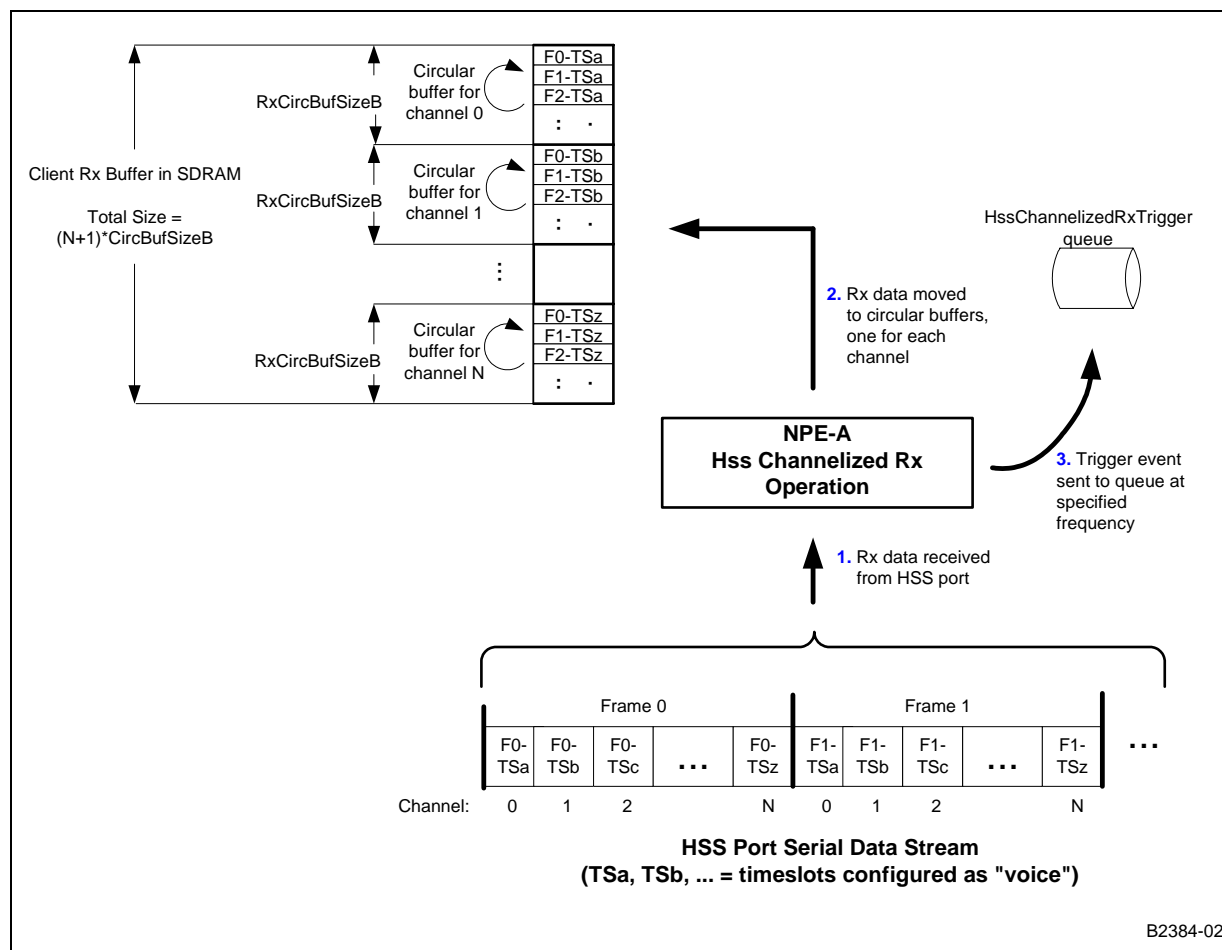 Client Rx Buffer in SDRAM
Total Size =
(N+1)*CircBufSizeB
RxCircBufSizeB
Circular
buffer for
channel 0
F0-TSa
F1-TSa
F2-TSa
: .
RxCircBufSizeB
Circular
buffer for
channel 1
F0-TSb
F1-TSb
F2-TSb
: .
...
RxCircBufSizeB
Circular
buffer for
channel N
F0-TSz
F1-TSz
F2-TSz
: .
HssChannelizedRxTrigger
queue
2. Rx data moved
to circular buffers,
one for each
channel
NPE-A
Hss Channelized Rx
Operation
3. Trigger event
sent to queue at
specified
frequency
1. Rx data received
from HSS port
Frame 0 Frame 1
F0- F0- F0- F0- F1- F1- F1- F1-
TSa TSb TSc ... TSz TSa TSb TSc ... TSz ...
Channel: 0 1 2 N 0 1 2 N
HSS Port Serial Data Stream
(TSa, TSb, ... = timeslots configured as "voice")
B2384-02